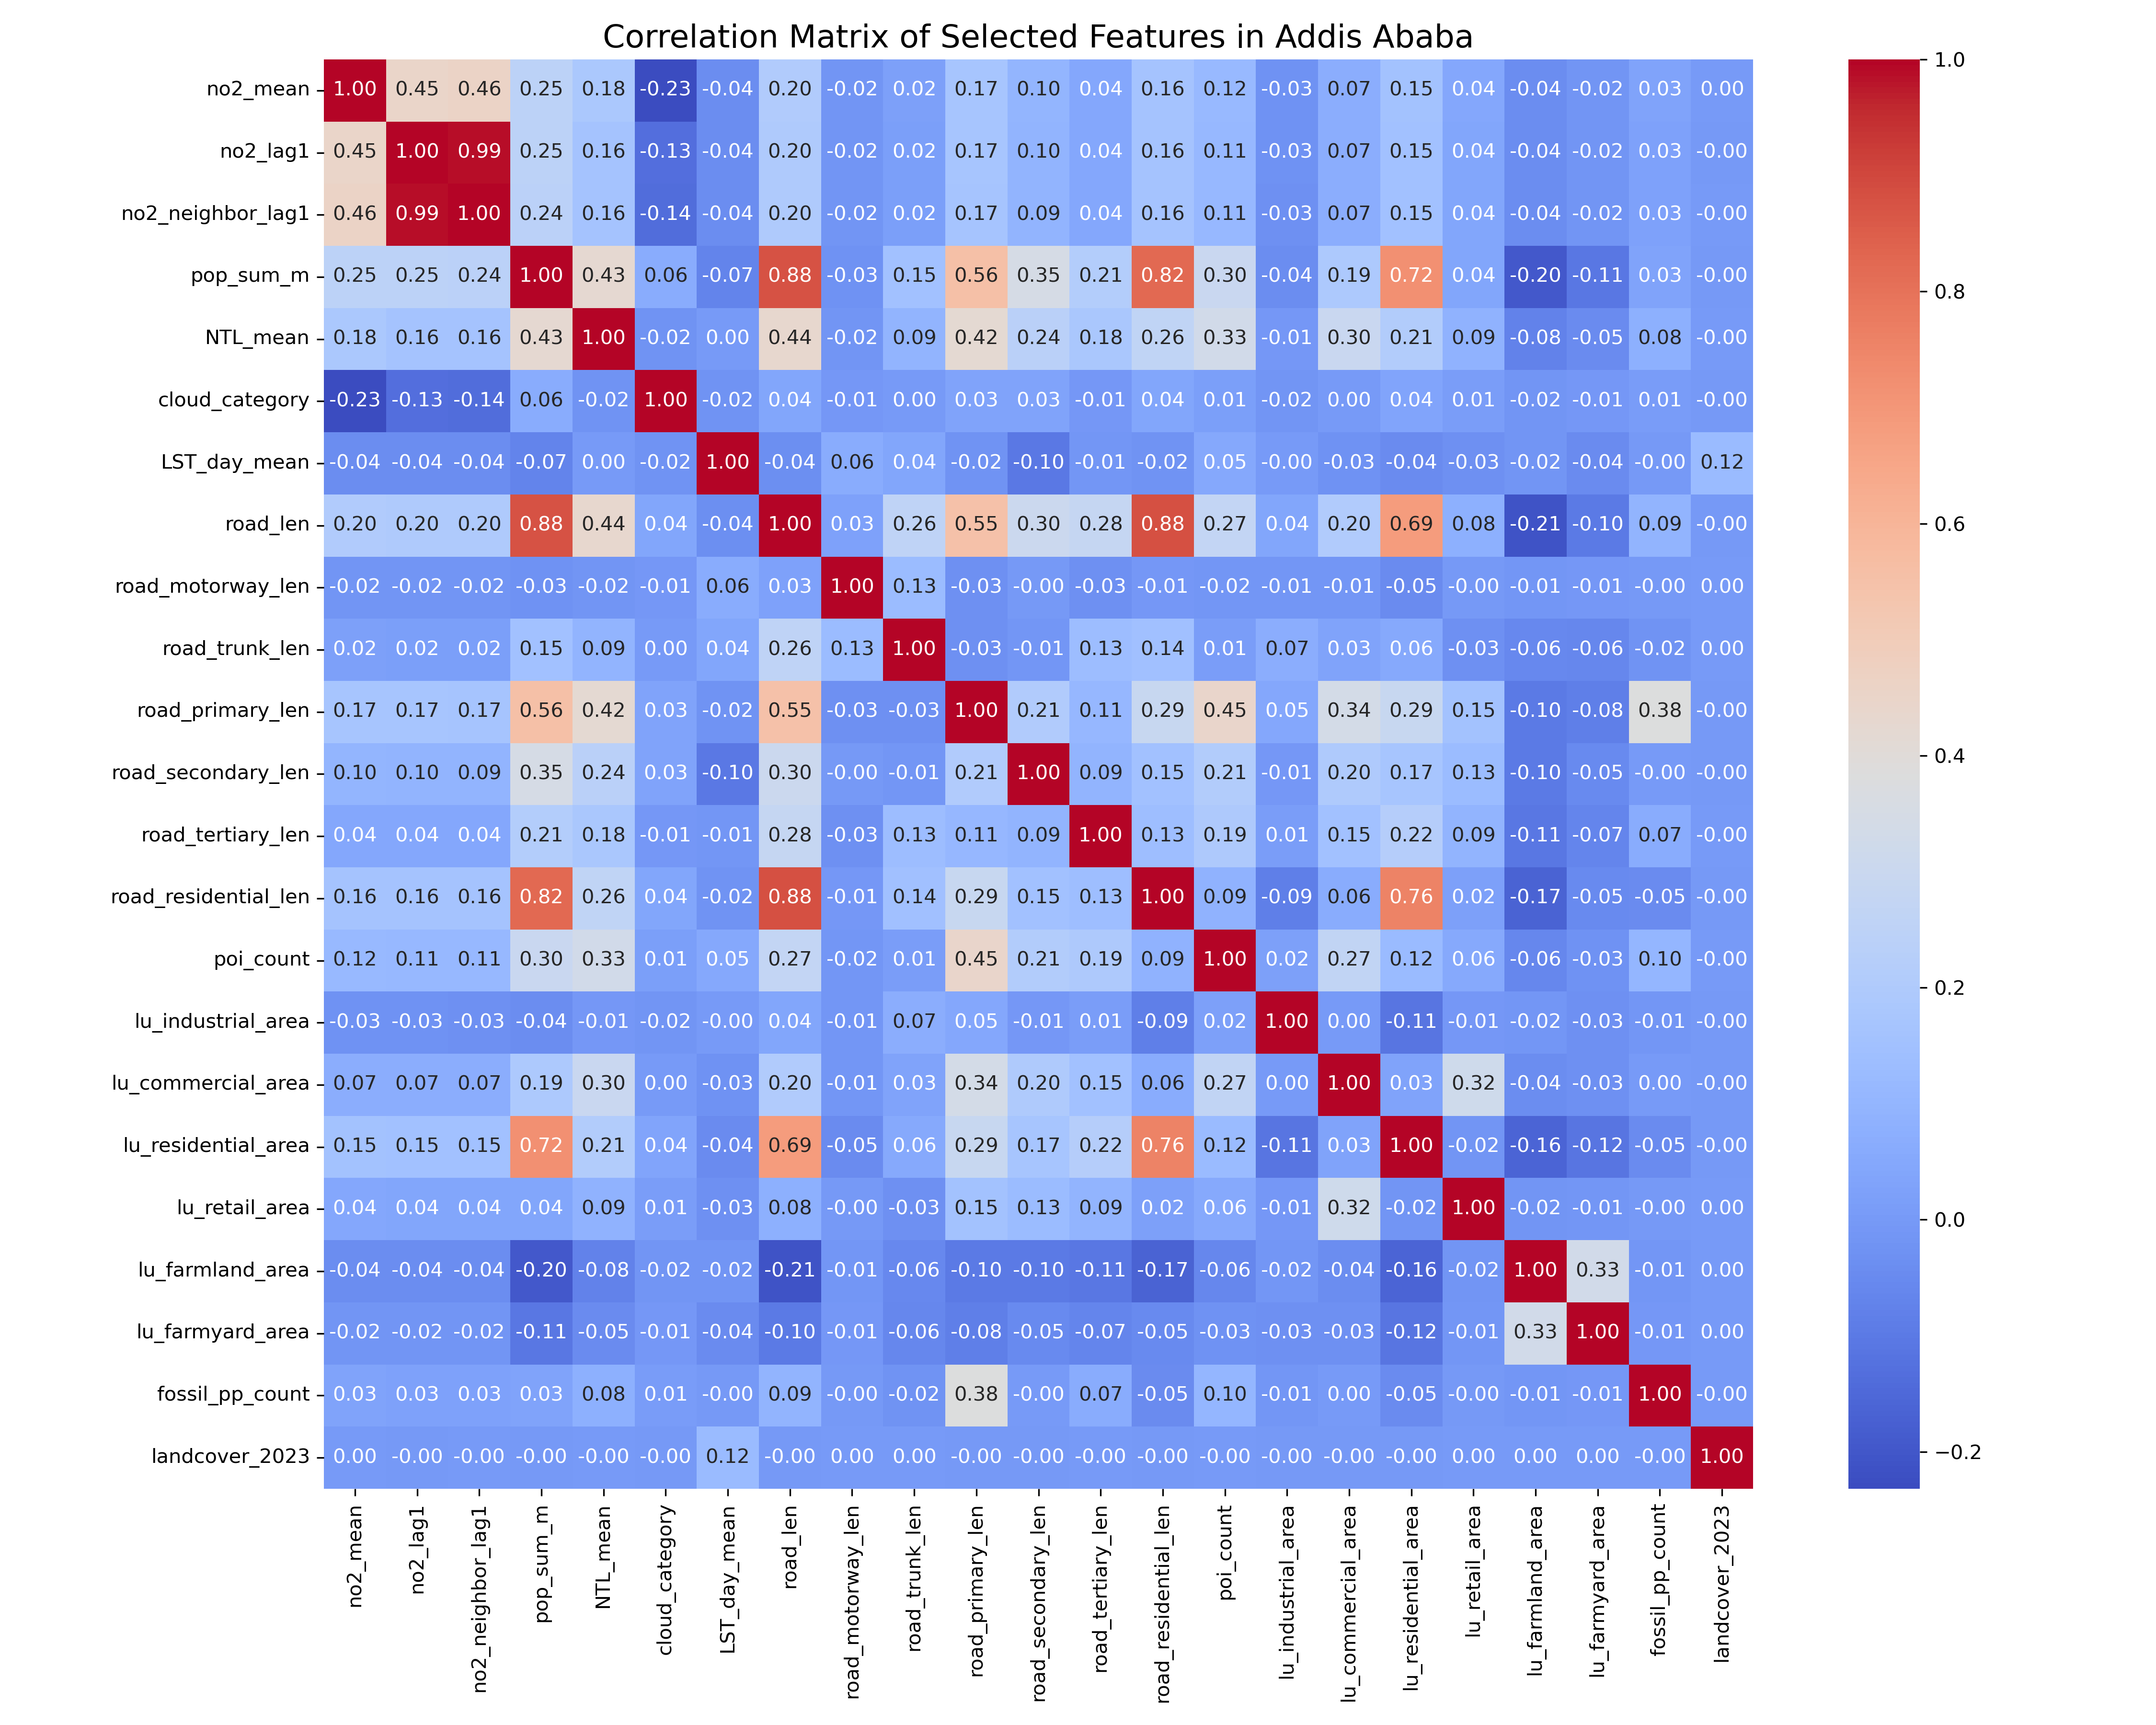 Correlation Matrix of Selected Features in Addis Ababa
no2_mean 1.00 0.45 0.46 0.25 0.18 -0.23 -0.04 0.20 -0.02 0.02 0.17 0.10 0.04 0.16 0.12 -0.03 0.07 0.15 0.04 -0.04 -0.02 0.03 0.00
no2_lag1 0.45 1.00 0.99 0.25 0.16 -0.13 -0.04 0.20 -0.02 0.02 0.17 0.10 0.04 0.16 0.11 -0.03 0.07 0.15 0.04 -0.04 -0.02 0.03 -0.00
no2_neighbor_lag1 0.46 0.99 1.00 0.24 0.16 -0.14 -0.04 0.20 -0.02 0.02 0.17 0.09 0.04 0.16 0.11 -0.03 0.07 0.15 0.04 -0.04 -0.02 0.03 -0.00
pop_sum_m 0.25 0.25 0.24 1.00 0.43 0.06 -0.07 0.88 -0.03 0.15 0.56 0.35 0.21 0.82 0.30 -0.04 0.19 0.72 0.04 -0.20 -0.11 0.03 -0.00
NTL_mean 0.18 0.16 0.16 0.43 1.00 -0.02 0.00 0.44 -0.02 0.09 0.42 0.24 0.18 0.26 0.33 -0.01 0.30 0.21 0.09 -0.08 -0.05 0.08 -0.00
cloud_category -0.23 -0.13 -0.14 0.06 -0.02 1.00 -0.02 0.04 -0.01 0.00 0.03 0.03 -0.01 0.04 0.01 -0.02 0.00 0.04 0.01 -0.02 -0.01 0.01 -0.00
LST_day_mean -0.04 -0.04 -0.04 -0.07 0.00 -0.02 1.00 -0.04 0.06 0.04 -0.02 -0.10 -0.01 -0.02 0.05 -0.00 -0.03 -0.04 -0.03 -0.02 -0.04 -0.00 0.12
road_len 0.20 0.20 0.20 0.88 0.44 0.04 -0.04 1.00 0.03 0.26 0.55 0.30 0.28 0.88 0.27 0.04 0.20 0.69 0.08 -0.21 -0.10 0.09 -0.00
road_motorway_len -0.02 -0.02 -0.02 -0.03 -0.02 -0.01 0.06 0.03 1.00 0.13 -0.03 -0.00 -0.03 -0.01 -0.02 -0.01 -0.01 -0.05 -0.00 -0.01 -0.01 -0.00 0.00
road_trunk_len 0.02 0.02 0.02 0.15 0.09 0.00 0.04 0.26 0.13 1.00 -0.03 -0.01 0.13 0.14 0.01 0.07 0.03 0.06 -0.03 -0.06 -0.06 -0.02 0.00
road_primary_len 0.17 0.17 0.17 0.56 0.42 0.03 -0.02 0.55 -0.03 -0.03 1.00 0.21 0.11 0.29 0.45 0.05 0.34 0.29 0.15 -0.10 -0.08 0.38 -0.00
road_secondary_len 0.10 0.10 0.09 0.35 0.24 0.03 -0.10 0.30 -0.00 -0.01 0.21 1.00 0.09 0.15 0.21 -0.01 0.20 0.17 0.13 -0.10 -0.05 -0.00 -0.00
road_tertiary_len 0.04 0.04 0.04 0.21 0.18 -0.01 -0.01 0.28 -0.03 0.13 0.11 0.09 1.00 0.13 0.19 0.01 0.15 0.22 0.09 -0.11 -0.07 0.07 -0.00
road_residential_len 0.16 0.16 0.16 0.82 0.26 0.04 -0.02 0.88 -0.01 0.14 0.29 0.15 0.13 1.00 0.09 -0.09 0.06 0.76 0.02 -0.17 -0.05 -0.05 -0.00
poi_count 0.12 0.11 0.11 0.30 0.33 0.01 0.05 0.27 -0.02 0.01 0.45 0.21 0.19 0.09 1.00 0.02 0.27 0.12 0.06 -0.06 -0.03 0.10 -0.00
lu_industrial_area -0.03 -0.03 -0.03 -0.04 -0.01 -0.02 -0.00 0.04 -0.01 0.07 0.05 -0.01 0.01 -0.09 0.02 1.00 0.00 -0.11 -0.01 -0.02 -0.03 -0.01 -0.00
lu_commercial_area 0.07 0.07 0.07 0.19 0.30 0.00 -0.03 0.20 -0.01 0.03 0.34 0.20 0.15 0.06 0.27 0.00 1.00 0.03 0.32 -0.04 -0.03 0.00 -0.00
lu_residential_area 0.15 0.15 0.15 0.72 0.21 0.04 -0.04 0.69 -0.05 0.06 0.29 0.17 0.22 0.76 0.12 -0.11 0.03 1.00 -0.02 -0.16 -0.12 -0.05 -0.00
lu_retail_area 0.04 0.04 0.04 0.04 0.09 0.01 -0.03 0.08 -0.00 -0.03 0.15 0.13 0.09 0.02 0.06 -0.01 0.32 -0.02 1.00 -0.02 -0.01 -0.00 0.00
lu_farmland_area -0.04 -0.04 -0.04 -0.20 -0.08 -0.02 -0.02 -0.21 -0.01 -0.06 -0.10 -0.10 -0.11 -0.17 -0.06 -0.02 -0.04 -0.16 -0.02 1.00 0.33 -0.01 0.00
lu_farmyard_area -0.02 -0.02 -0.02 -0.11 -0.05 -0.01 -0.04 -0.10 -0.01 -0.06 -0.08 -0.05 -0.07 -0.05 -0.03 -0.03 -0.03 -0.12 -0.01 0.33 1.00 -0.01 0.00
fossil_pp_count 0.03 0.03 0.03 0.03 0.08 0.01 -0.00 0.09 -0.00 -0.02 0.38 -0.00 0.07 -0.05 0.10 -0.01 0.00 -0.05 -0.00 -0.01 -0.01 1.00 -0.00
landcover_2023 0.00 -0.00 -0.00 -0.00 -0.00 -0.00 0.12 -0.00 0.00 0.00 -0.00 -0.00 -0.00 -0.00 -0.00 -0.00 -0.00 -0.00 0.00 0.00 0.00 -0.00 1.00
no2_mean
no2_lag1
no2_neighbor_lag1
pop_sum_m
NTL_mean
cloud_category
LST_day_mean
road_len
road_motorway_len
road_trunk_len
road_primary_len
road_secondary_len
road_tertiary_len
road_residential_len
poi_count
lu_industrial_area
lu_commercial_area
lu_residential_area
lu_retail_area
lu_farmland_area
lu_farmyard_area
fossil_pp_count
landcover_2023
1.0
0.8
0.6
0.4
0.2
0.0
−0.2